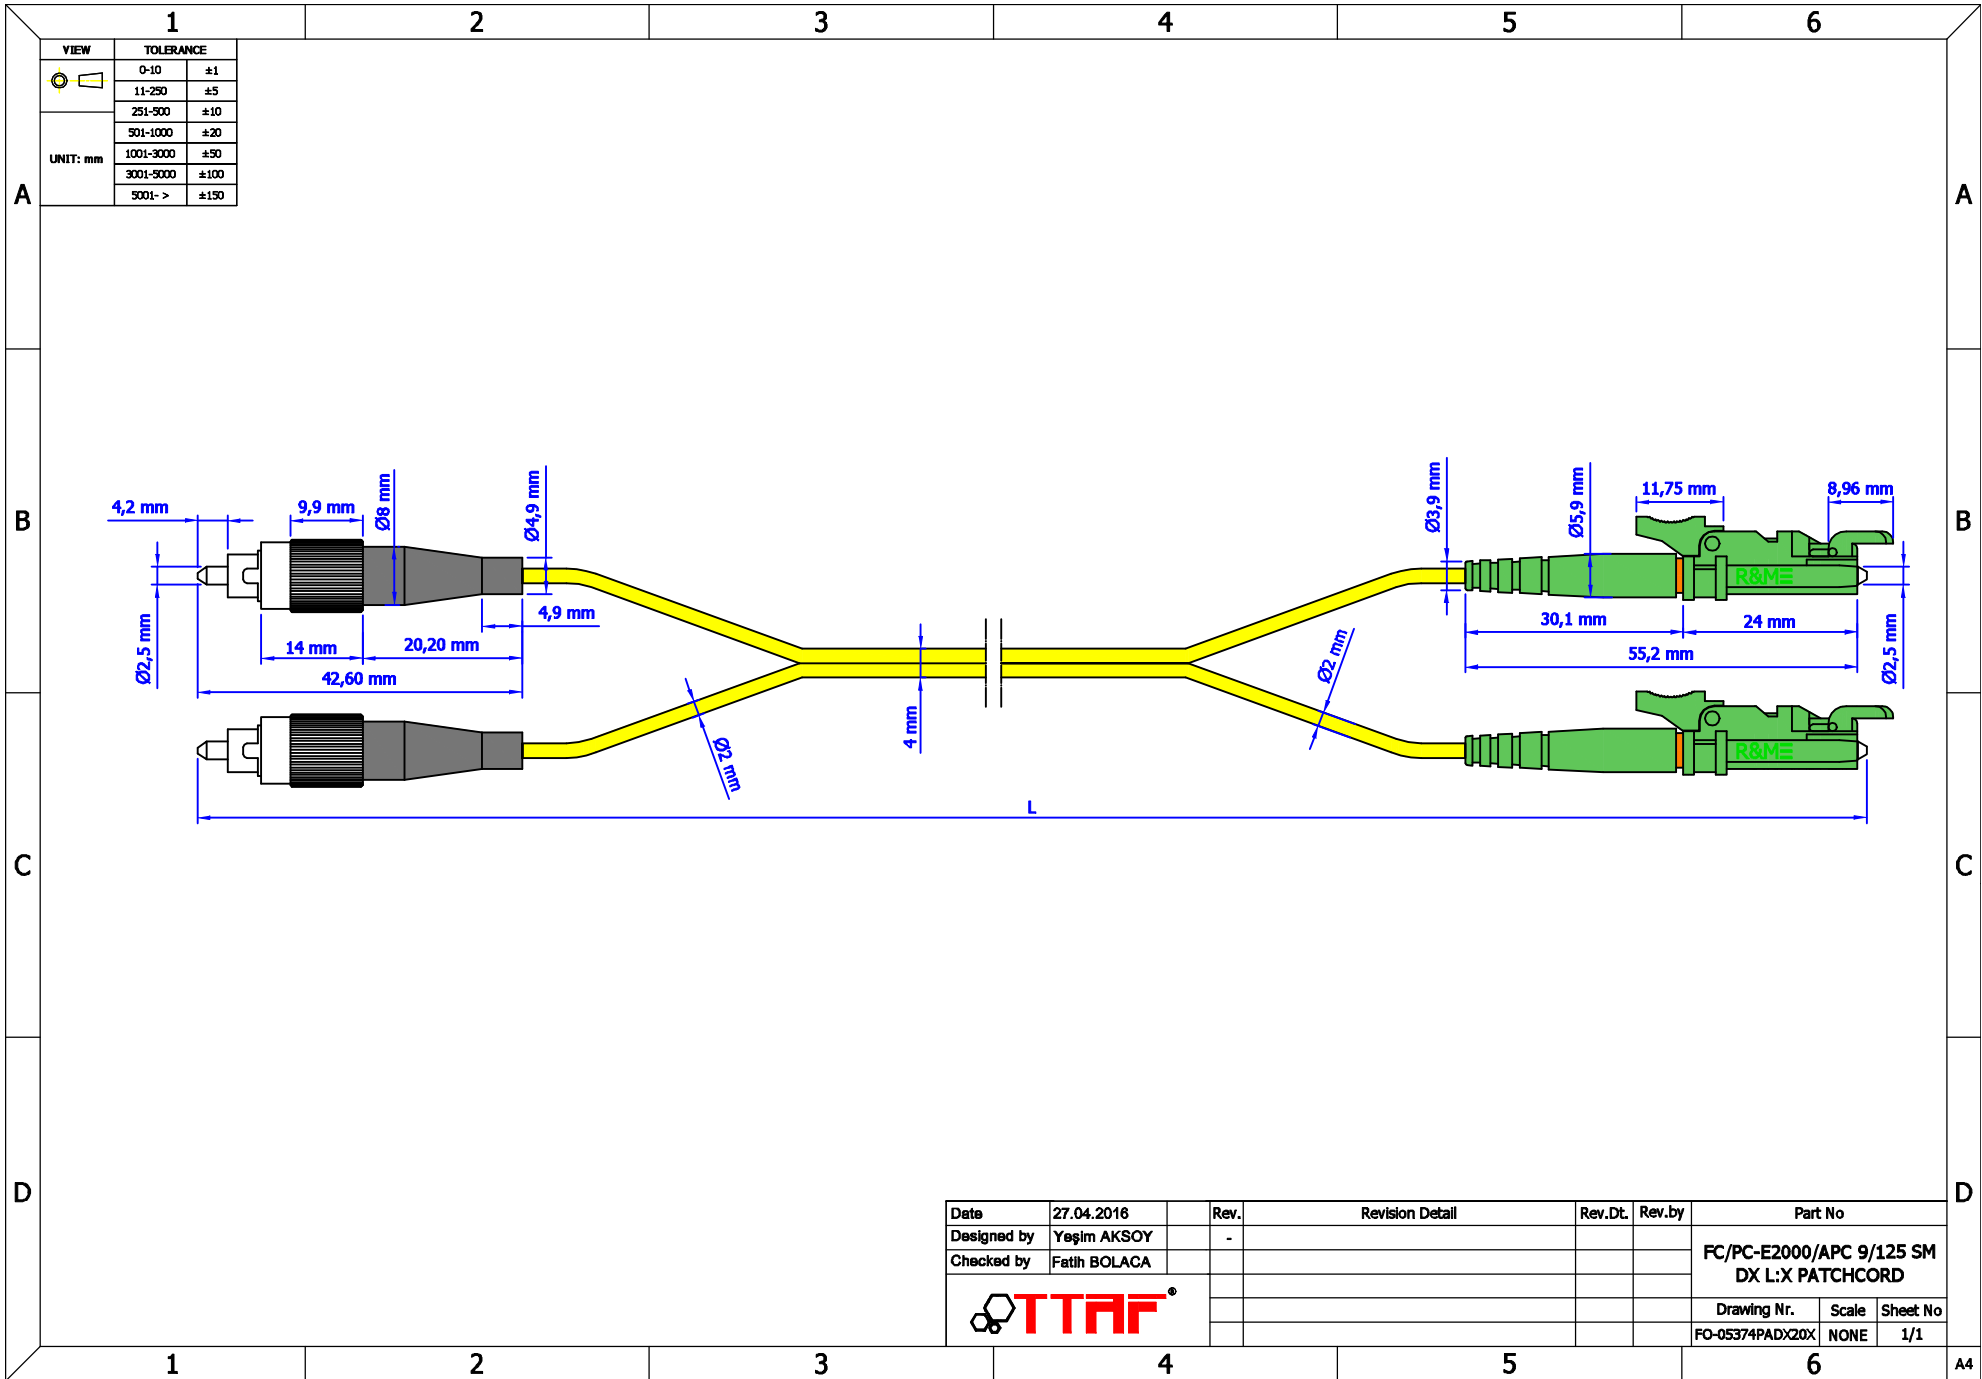 1 2 3 4 5 6
VIEW TOLERANCE
0-10 ±1
11-250 ±5
251-500 ±10
501-1000 ±20
UNIT: mm
1001-3000 ±50
3001-5000 ±100
5001- > ±150
A A
B B
4,2 mm
9,9 mm
Ø8 mm
Ø4,9 mm
Ø2,5 mm
14 mm
20,20 mm
4,9 mm
42,60 mm
Ø2 mm
4 mm
Ø2 mm
Ø3,9 mm
Ø5,9 mm
11,75 mm
8,96 mm
R&M
30,1 mm
24 mm
55,2 mm
Ø2,5 mm
R&M
L
C C
D D
Date 27.04.2016 Rev. Revision Detail Rev.Dt. Rev.by Part No
Designed by Yeşim AKSOY -
Checked by Fatih BOLACA
FC/PC-E2000/APC 9/125 SM
DX L:X PATCHCORD
TTAF®
Drawing Nr. Scale Sheet No
FO-05374PADX20X NONE 1/1
1 2 3 4 5 6 A4